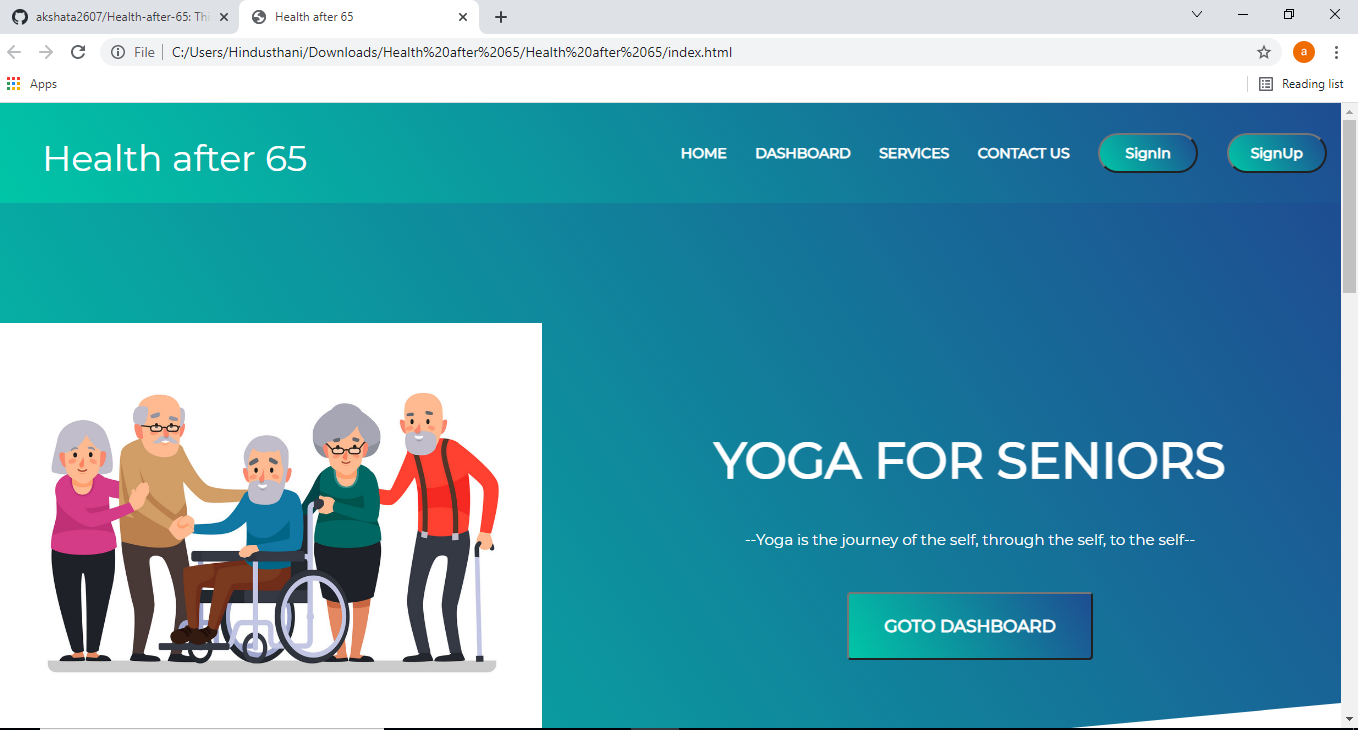 akshata2607/Health-after-65: Thi
Health after 65
File
C:/Users/Hindusthani/Downloads/Health%20after%2065/Health%20after%2065/index.html
a
Apps
Reading list
Health after 65
HOME
DASHBOARD
SERVICES
CONTACT US
SignIn
SignUp
YOGA FOR SENIORS
--Yoga is the journey of the self, through the self, to the self--
GOTO DASHBOARD